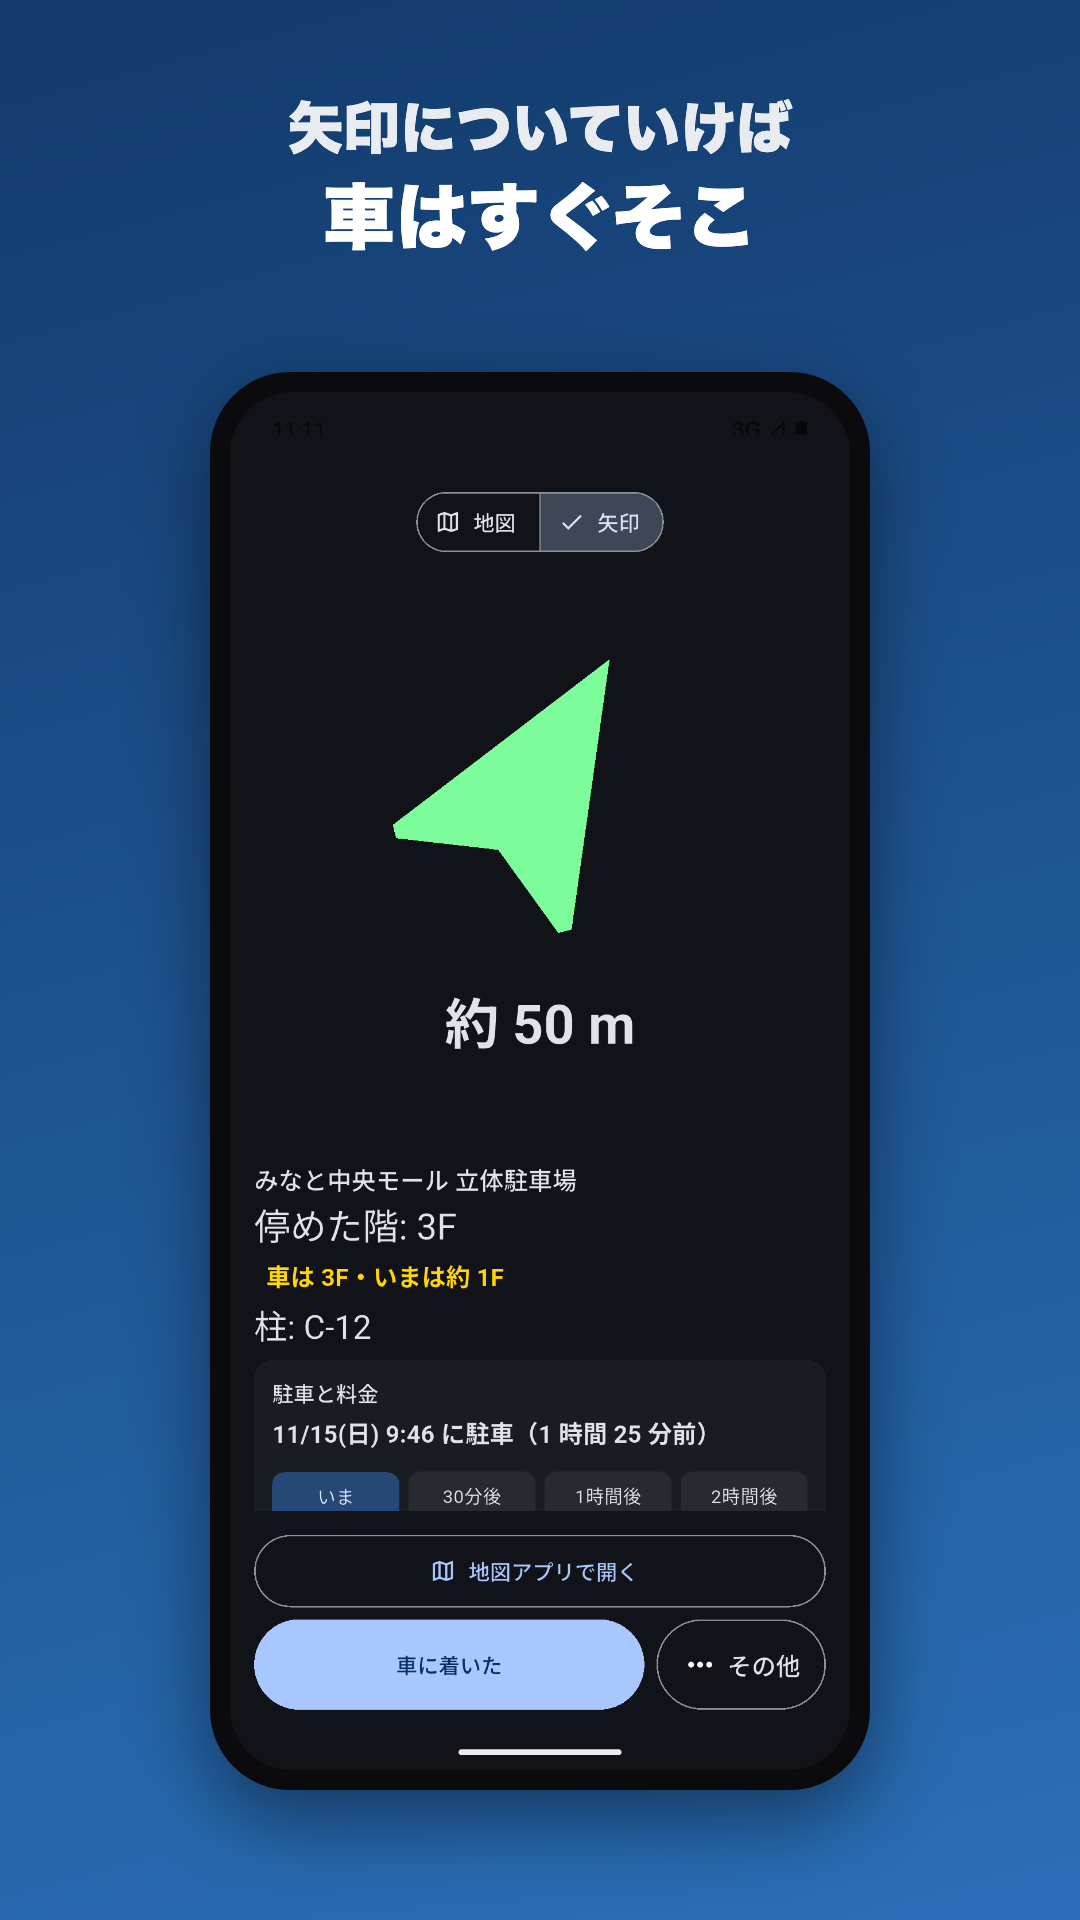 矢印についていけば
車はすぐそこ
11:11
3G
地図
矢印
約 50 m
みなと中央モール 立体駐車場
停めた階: 3F
車は 3F・いまは約 1F
柱: C-12
駐車と料金
11/15(日) 9:46 に駐車（1 時間 25 分前）
いま
30分後
1時間後
2時間後
地図アプリで開く
車に着いた
その他